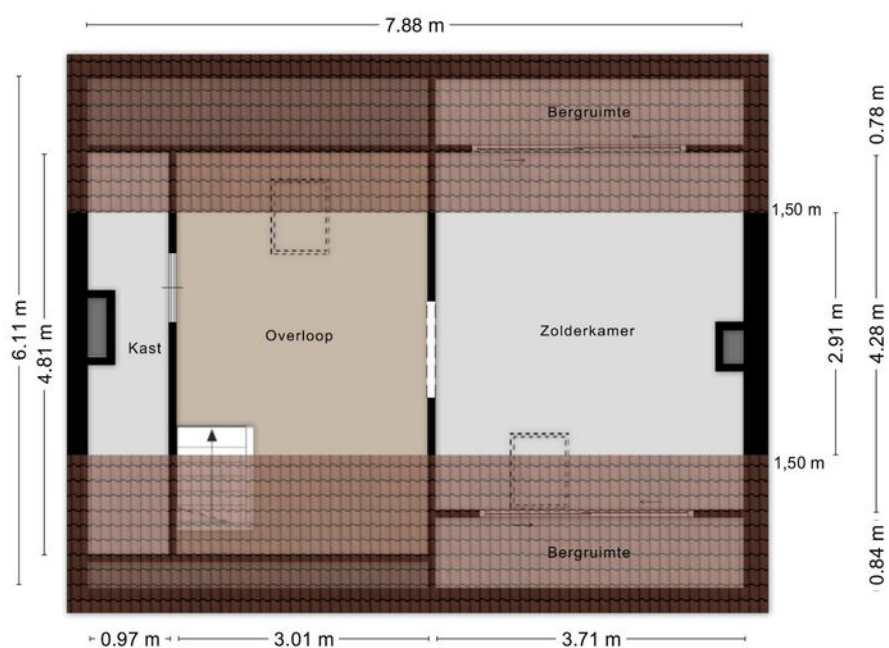 7.88 m
Bergruimte
0.78 m
1,50 m
6.11 m
4.81 m
Kast
Overloop
Zolderkamer
2.91 m
4.28 m
1,50 m
Bergruimte
0.84 m
0.97 m
3.01 m
3.71 m